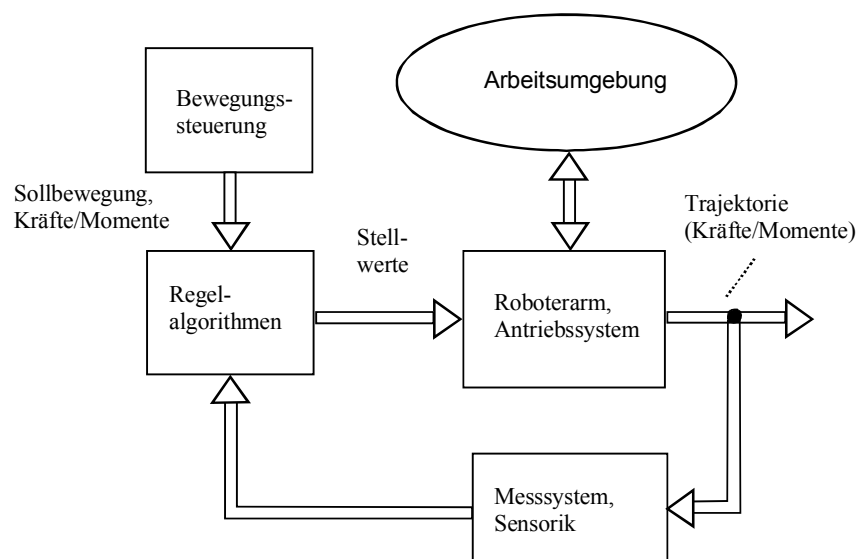 Bewegungs-
steuerung
Arbeitsumgebung
Sollbewegung,
Kräfte/Momente
Trajektorie
(Kräfte/Momente)
Stell-
werte
Regel-
algorithmen
Roboterarm,
Antriebssystem
Messsystem,
Sensorik